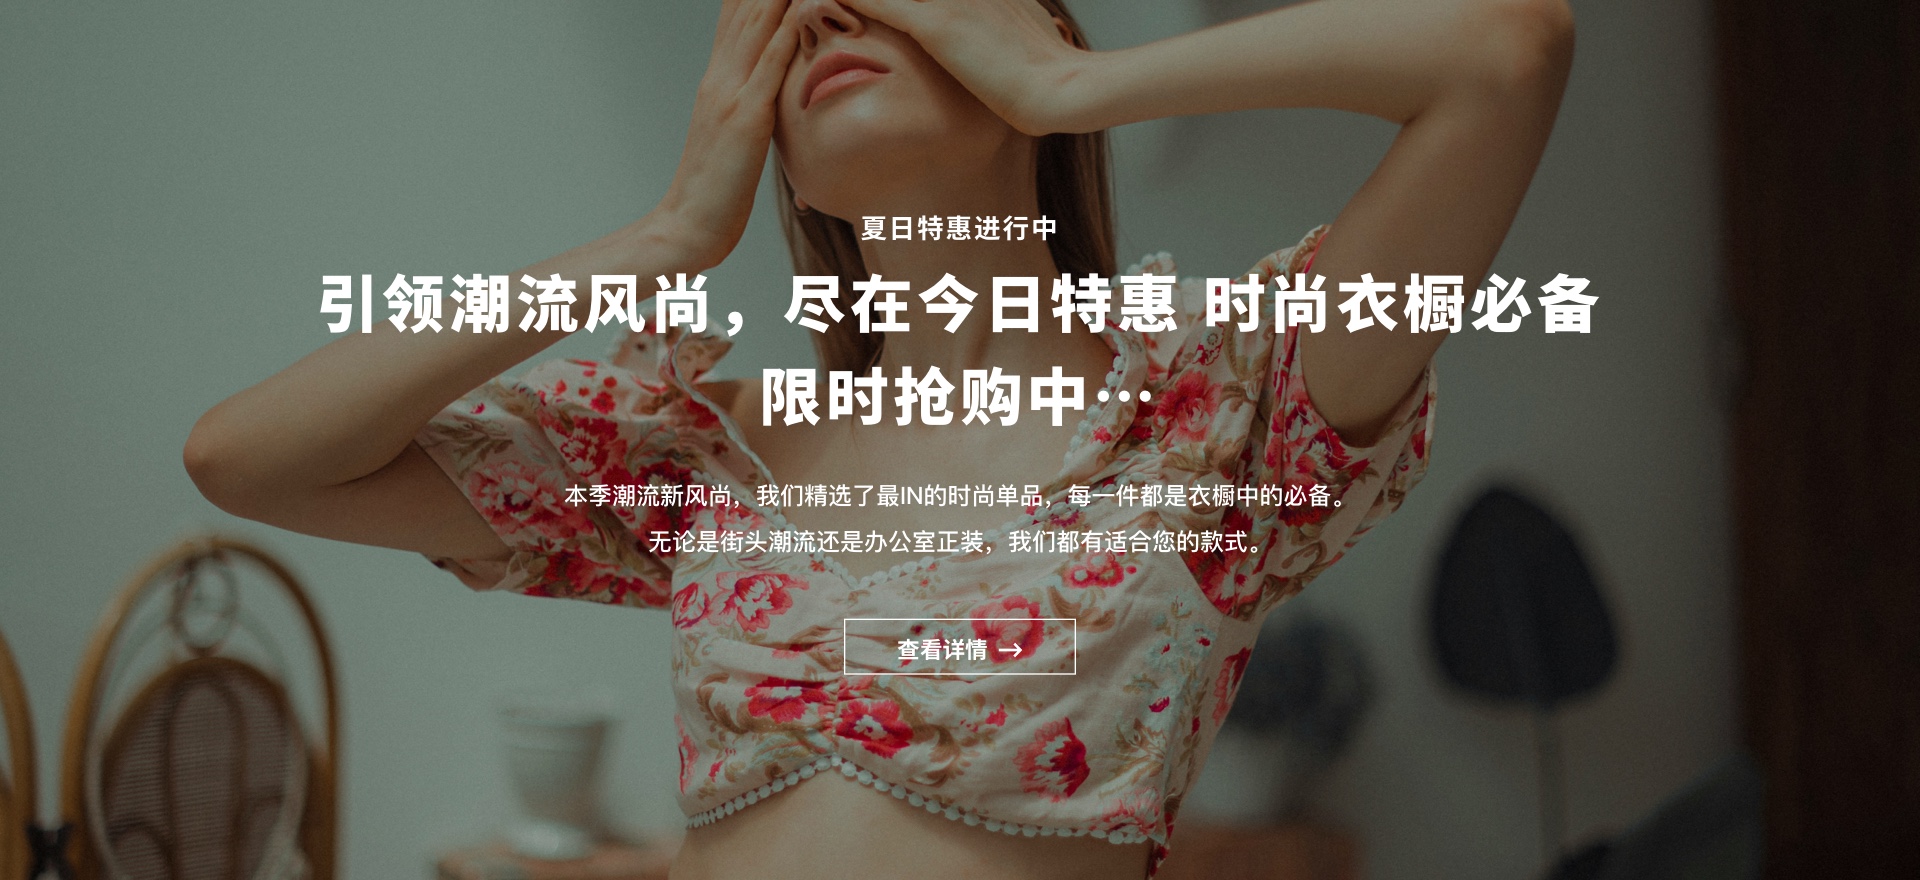 夏日特惠进行中
引领潮流风尚，尽在今日特惠 时尚衣橱必备
限时抢购中…
本季潮流新风尚，我们精选了最IN的时尚单品，每一件都是衣橱中的必备。
无论是街头潮流还是办公室正装，我们都有适合您的款式。
查看详情 →